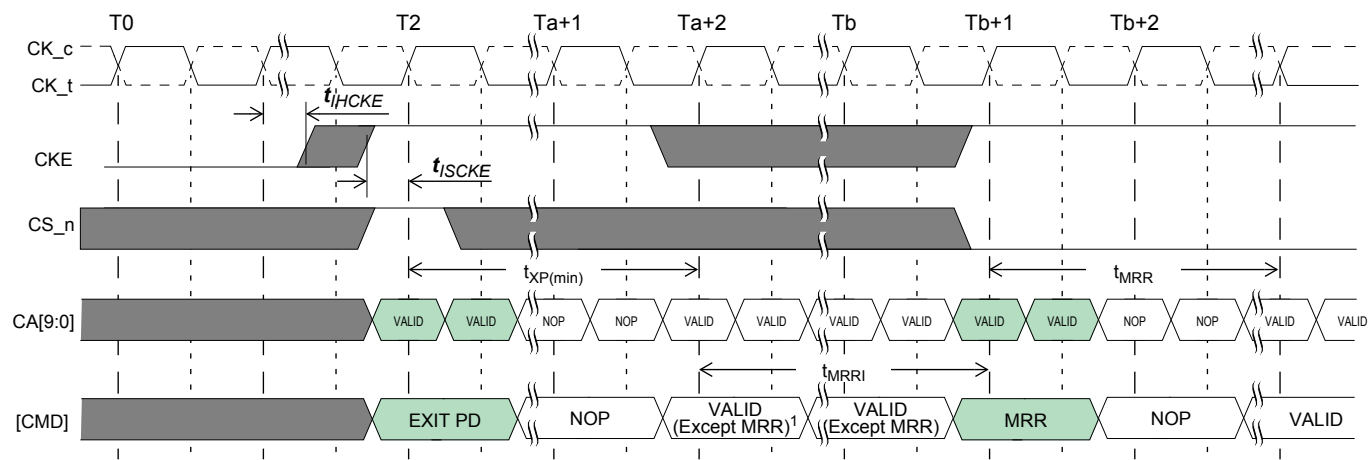 T0 T2 Ta+1 Ta+2 Tb Tb+1 Tb+2
CK_c
CK_t
tIHCKE
CKE
tISCKE
CS_n
tXP(min) tMRR
CA[9:0] VALID VALID NOP NOP VALID VALID VALID VALID VALID VALID NOP NOP VALID VALID
tMRRI
[CMD] EXIT PD NOP VALID (Except MRR)1 VALID (Except MRR) MRR NOP VALID